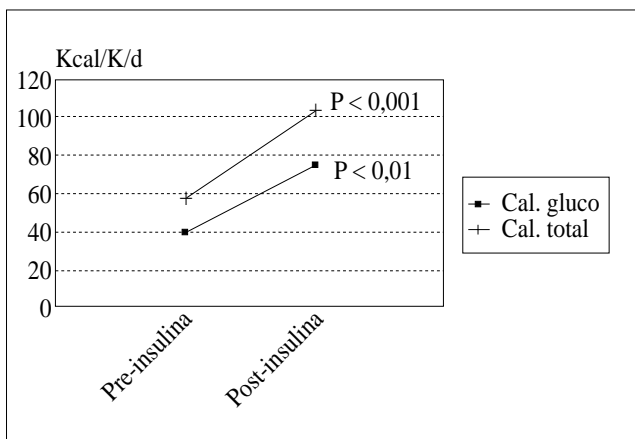 Kcal/K/d
120
100
80
60
40
20
0
P < 0,001
P < 0,01
Pre-insulina
Post-insulina
Cal. gluco
Cal. total